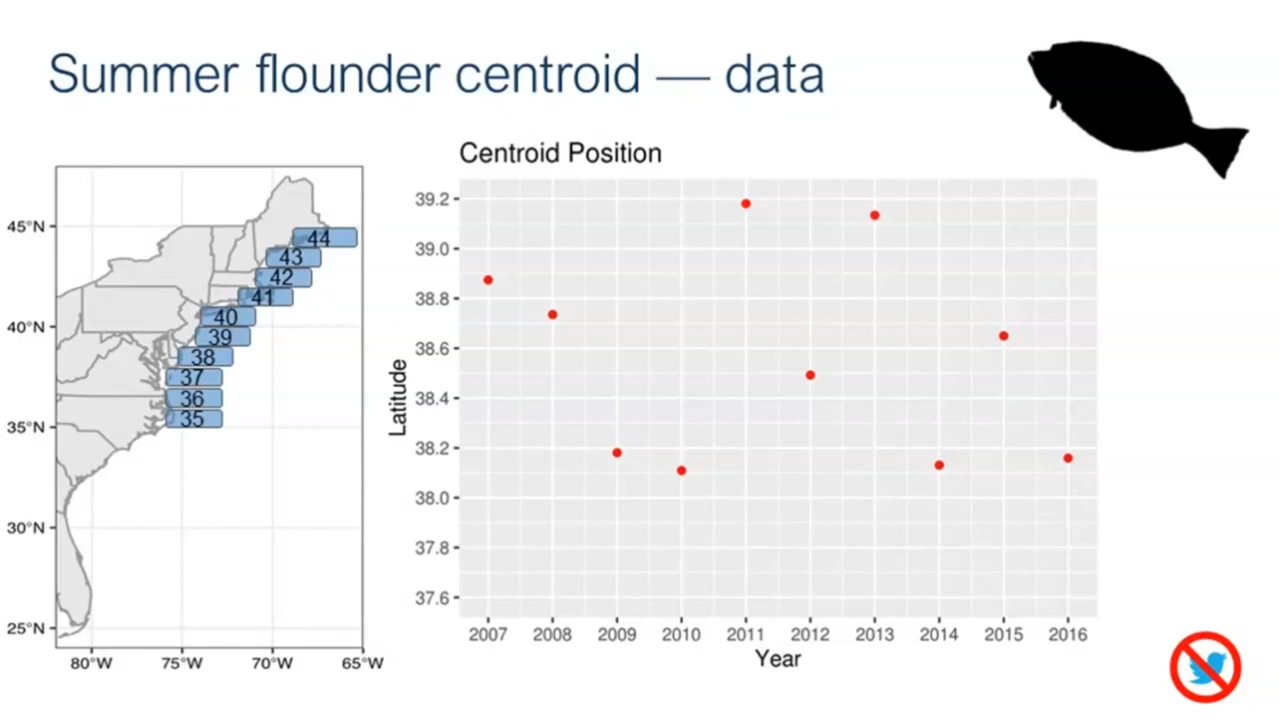 Summer flounder centroid — data
45°N
40°N
35°N
30°N
25°N
80°W
75°W
70°W
65°W
44
43
42
41
40
39
38
37
36
35
Centroid Position
Latitude
39.2
39.0
38.8
38.6
38.4
38.2
38.0
37.8
37.6
2007
2008
2009
2010
2011
2012
2013
2014
2015
2016
Year